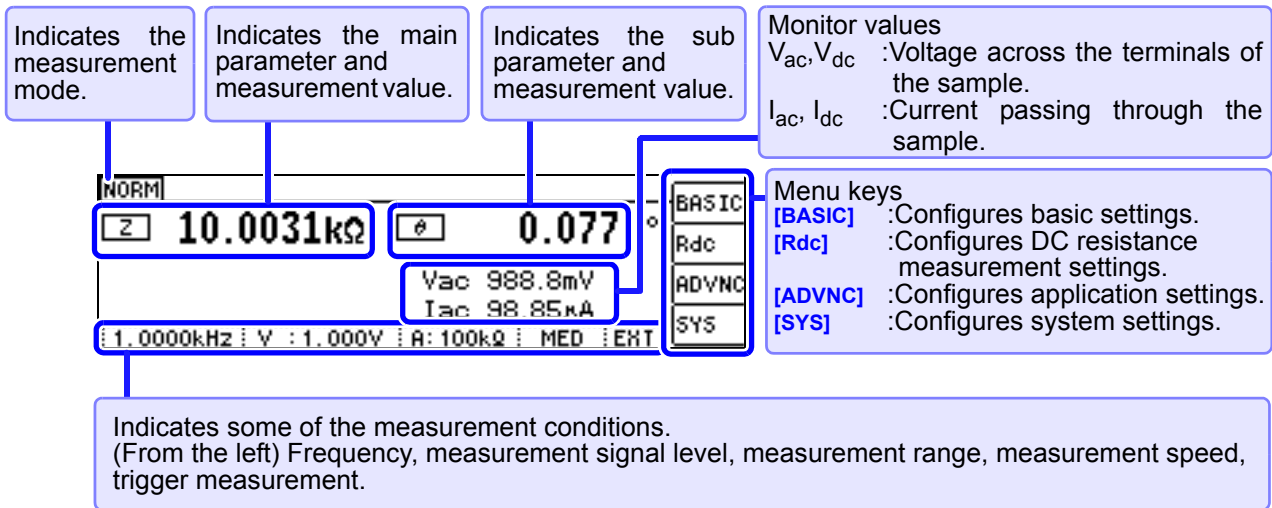 Indicates the
measurement
mode.
Indicates the main
parameter and
measurement value.
Indicates the sub
parameter and
measurement value.
Monitor values
Vac,Vdc :Voltage across the terminals of
the sample.
Iac, Idc :Current passing through the
sample.
NORM
Z 10.0031kΩ θ 0.077 °
Vac 988.8mV
Iac 98.85µA
1.0000kHz V :1.000V A:100kΩ MED EXT
BASIC
Rdc
ADVNC
SYS
Menu keys
[BASIC] :Configures basic settings.
[Rdc] :Configures DC resistance
measurement settings.
[ADVNC] :Configures application settings.
[SYS] :Configures system settings.
Indicates some of the measurement conditions.
(From the left) Frequency, measurement signal level, measurement range, measurement speed,
trigger measurement.